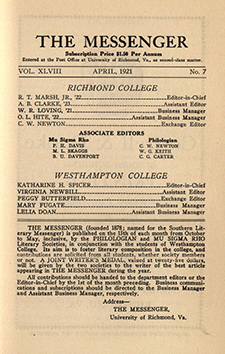 THE MESSENGER
Subscription Price $1.50 Per Annum
Entered at the Post Office at University of Richmond, Va., as second-class matter.
VOL. XLVIII APRIL, 1921 No. 7
RICHMOND COLLEGE
R. T. MARSH, JR., '22 Editor-in-Chief
A. B. CLARKE, '23 Assistant Editor
W. R. LOVING, '21 Business Manager
O. L. HITE, '22 Assistant Business Manager
C. W. NEWTON Exchange Editor
ASSOCIATE EDITORS
Mu Sigma Rho Philologian
P. H. DAVIS C. W. NEWTON
M. L. SKAGGS W. G. KEITH
B. U. DAVENPORT C. G. CARTER
WESTHAMPTON COLLEGE
KATHARINE H. SPICER Editor-in-Chief
VIRGINIA NEWBILL Assistant Editor
PEGGY BUTTERFIELD Exchange Editor
MARY FUGATE Business Manager
LELIA DOAN Assistant Business Manager
THE MESSENGER (founded 1878; named for the Southern Literary Messenger) is published on the 15th of each month from October
to May, inclusive, by the PHILOLOGIAN and MU SIGMA RHO
Literary Societies, in conjunction with the students of Westhampton
College. Its aim is to foster literary composition in the college, and
contributions are solicited from all students, whether society members
or not. A JOINT WRITER'S MEDAL, valued at twenty-five dollars,
will be given by the two societies to the writer of the best article
appearing in THE MESSENGER during the year.
All contributions should be handed to the department editors or the
Editor-in-Chief by the 1st of the month preceding. Business communications and subscriptions should be directed to the Business Manager
and Assistant Business Manager, respectively.
Address—
THE MESSENGER,
University of Richmond, Va.